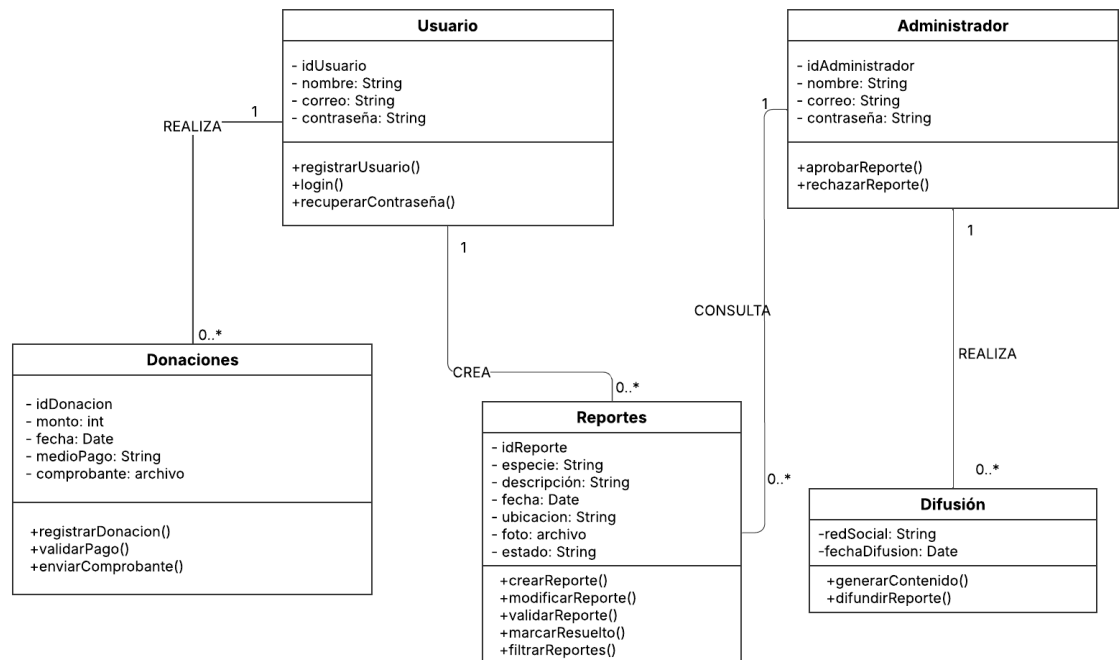 Usuario
- idUsuario
- nombre: String
- correo: String
- contraseña: String
+registrarUsuario()
+login()
+recuperarContraseña()
Administrador
- idAdministrador
- nombre: String
- correo: String
- contraseña: String
+aprobarReporte()
+rechazarReporte()
1
REALIZA
0..*
1
CREA
0..*
1
CONSULTA
0..*
1
REALIZA
0..*
Donaciones
- idDonacion
- monto: int
- fecha: Date
- medioPago: String
- comprobante: archivo
+registrarDonacion()
+validarPago()
+enviarComprobante()
Reportes
- idReporte
- especie: String
- descripción: String
- fecha: Date
- ubicacion: String
- foto: archivo
- estado: String
+crearReporte()
+modificarReporte()
+validarReporte()
+marcarResuelto()
+filtrarReportes()
Difusión
-redSocial: String
-fechaDifusion: Date
+generarContenido()
+difundirReporte()